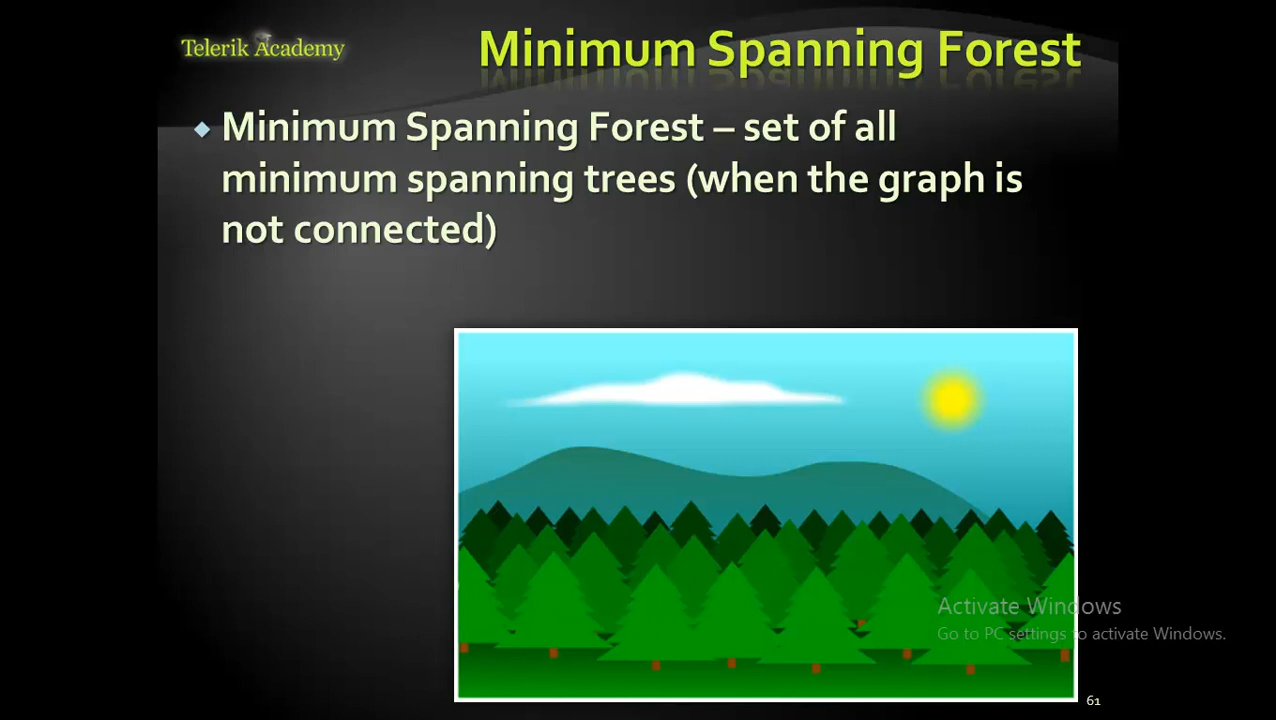 Telerik Academy
Minimum Spanning Forest
Minimum Spanning Forest – set of all
minimum spanning trees (when the graph is
not connected)
Activate Windows
Go to PC settings to activate Windows.
61